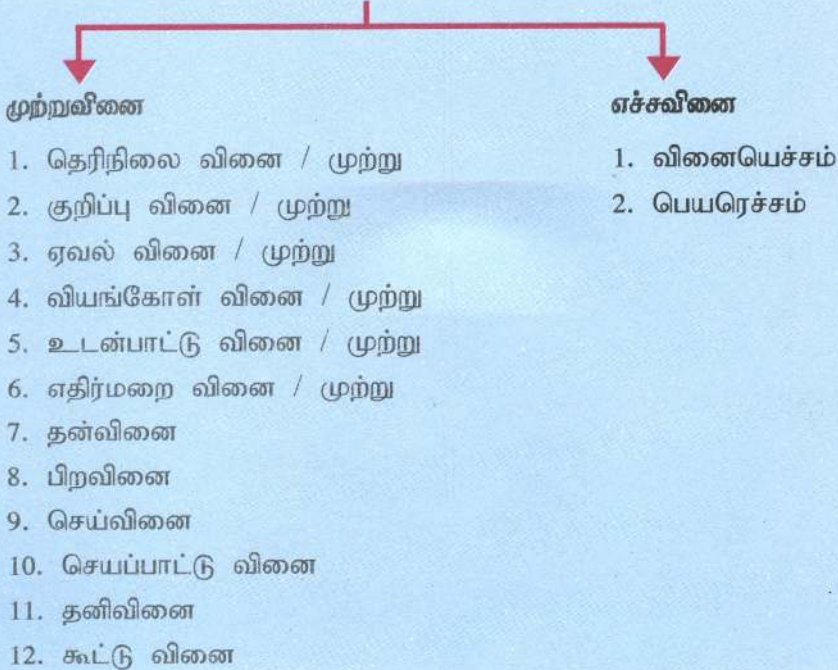 முற்றுவினை
1. தெரிநிலை வினை / முற்று
2. குறிப்பு வினை / முற்று
3. ஏவல் வினை / முற்று
4. வியங்கோள் வினை / முற்று
5. உடன்பாட்டு வினை / முற்று
6. எதிர்மறை வினை / முற்று
7. தன்வினை
8. பிறவினை
9. செய்வினை
10. செயப்பாட்டு வினை
11. தனிவினை
12. கூட்டு வினை
எச்சவினை
1. வினையெச்சம்
2. பெயரெச்சம்